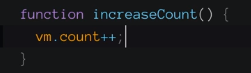 function increaseCount() {
vm.count++;
}